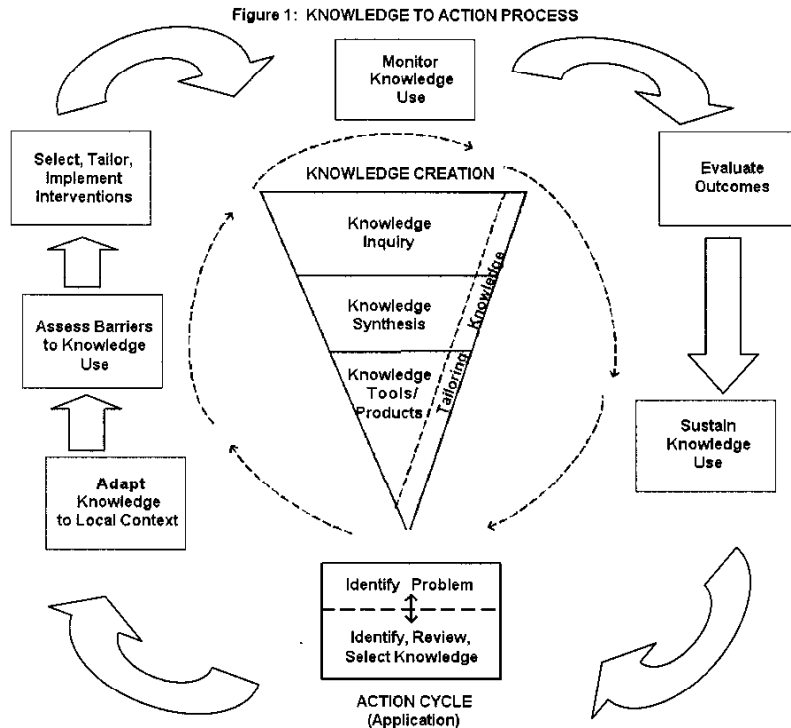 Figure 1: KNOWLEDGE TO ACTION PROCESS
Monitor
Knowledge
Use
Select, Tailor,
Implement
Interventions
Evaluate
Outcomes
KNOWLEDGE CREATION
Knowledge
Inquiry
Knowledge
Synthesis
Knowledge
Tools/
Products
Tailoring Knowledge
Assess Barriers
to Knowledge
Use
Sustain
Knowledge
Use
Adapt
Knowledge
to Local Context
Identify Problem
Identify, Review,
Select Knowledge
ACTION CYCLE
(Application)